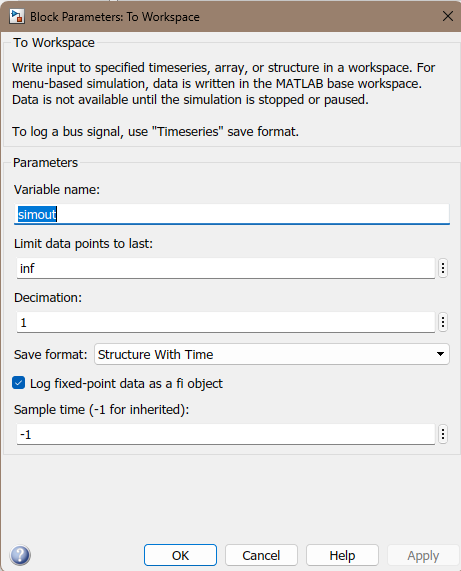 Block Parameters: To Workspace
To Workspace
Write input to specified timeseries, array, or structure in a workspace. For
menu-based simulation, data is written in the MATLAB base workspace.
Data is not available until the simulation is stopped or paused.
To log a bus signal, use "Timeseries" save format.
Parameters
Variable name:
simout
Limit data points to last:
inf
Decimation:
1
Save format: Structure With Time
Log fixed-point data as a fi object
Sample time (-1 for inherited):
-1
OK Cancel Help Apply